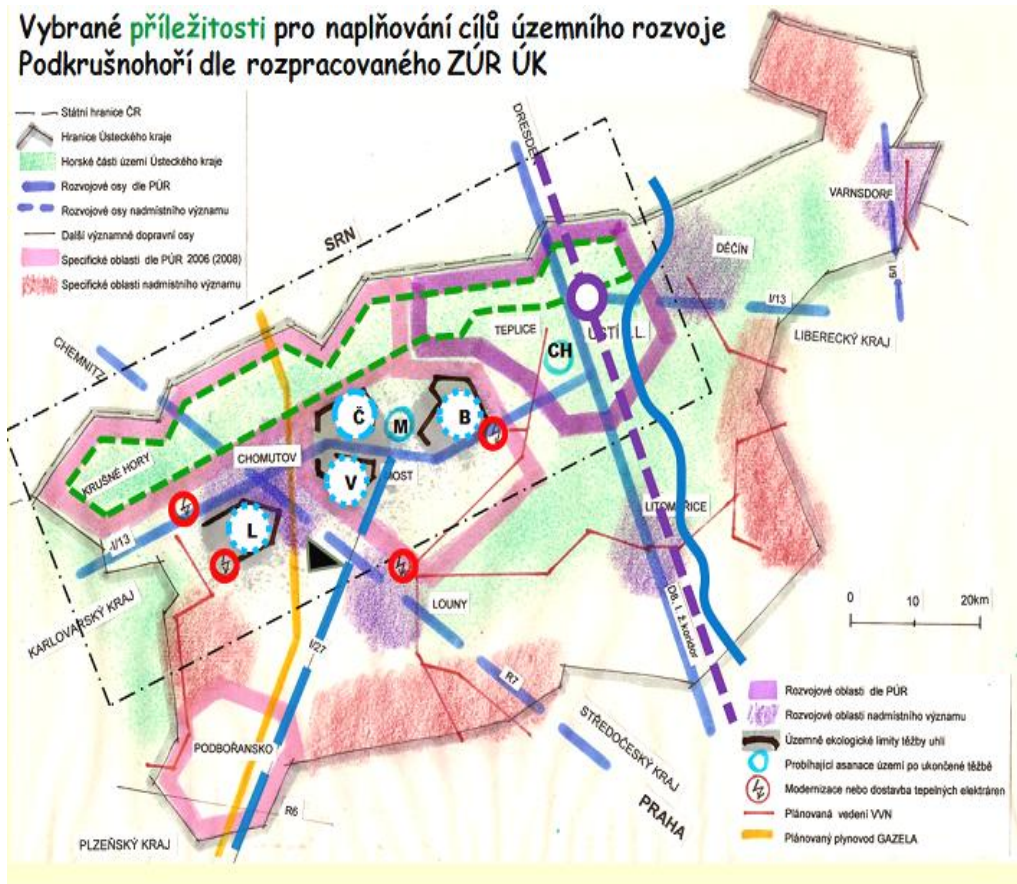 Vybrané příležitosti pro naplňování cílů územního rozvoje
Podkrušnohoří dle rozpracovaného ZÚR ÚK
Státní hranice ČR
Hranice Ústeckého kraje
Horské části území Ústeckého kraje
Rozvojové osy dle PÚR
Rozvojové osy nadmístního významu
Další významné dopravní osy
Specifické oblasti dle PÚR 2006 (2008)
Specifické oblasti nadmístního významu
DRESDE
VARNSDORF
SRN
DĚČÍN
I/13
LIBERECKÝ KRAJ
TEPLICE
ÚSTÍ
L.
CH
CHEMNITZ
Č
M
B
CHOMUTOV
KRUŠNÉ HORY
V
MOST
L
I/13
LITOMĚŘICE
KARLOVARSKÝ KRAJ
LOUNY
I/27
D8, I. ž. koridor
R7
0 10 20km
STŘEDOČESKÝ KRAJ
PRAHA
PODBOŘANSKO
R6
PLZEŇSKÝ KRAJ
Rozvojové oblasti dle PÚR
Rozvojové oblasti nadmístního významu
Územně ekologické limity těžby uhlí
Probíhající asanace území po ukončené těžbě
Modernizace nebo dostavba tepelných elektráren
Plánovaná vedení VVN
Plánovaný plynovod GAZELA